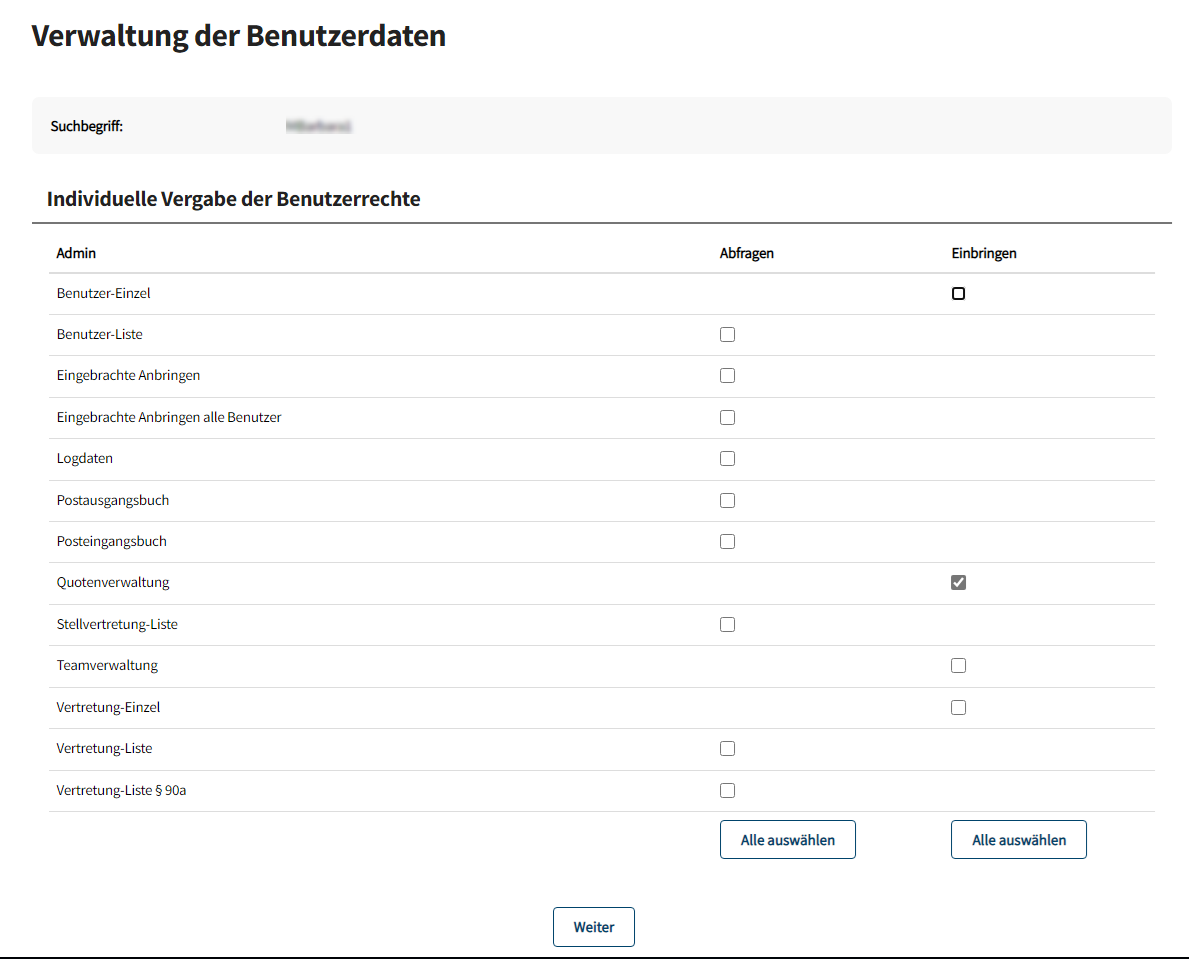 Verwaltung der Benutzerdaten
Suchbegriff:
Individuelle Vergabe der Benutzerrechte
Admin Abfragen Einbringen
Benutzer-Einzel
Benutzer-Liste
Eingebrachte Anbringen
Eingebrachte Anbringen alle Benutzer
Logdaten
Postausgangsbuch
Posteingangsbuch
Quotenverwaltung
Stellvertretung-Liste
Teamverwaltung
Vertretung-Einzel
Vertretung-Liste
Vertretung-Liste § 90a
Alle auswählen Alle auswählen
Weiter